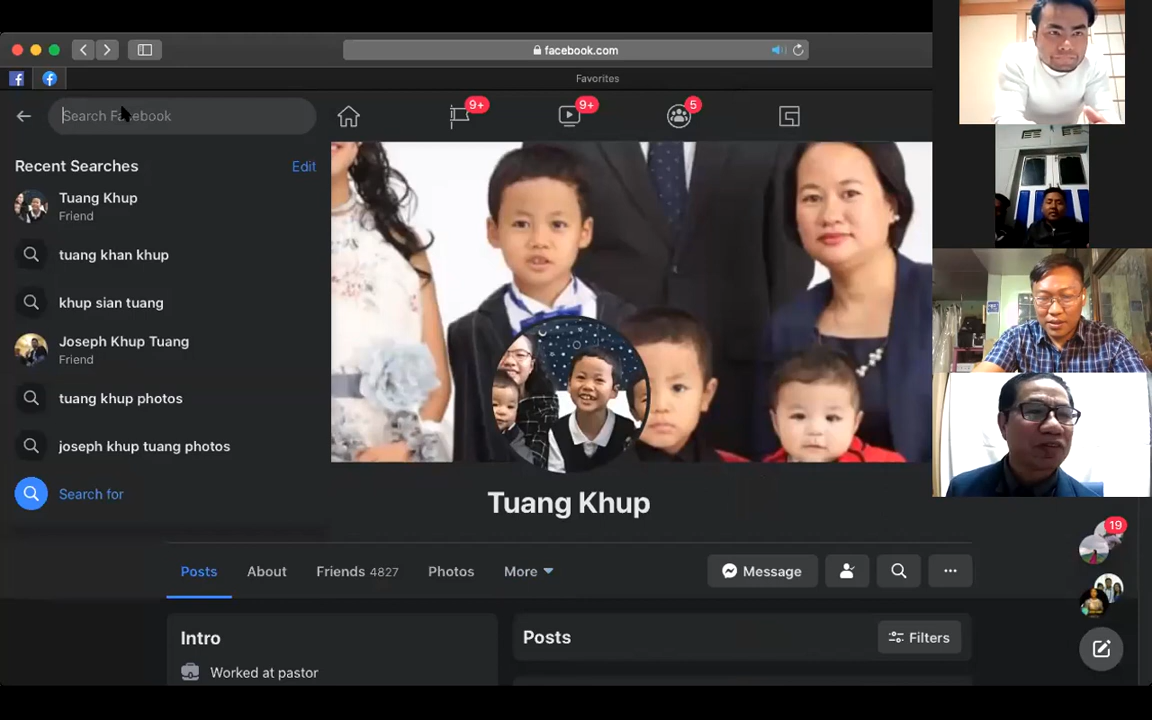 facebook.com
Favorites
Search Facebook
9+
9+
5
Recent Searches
Edit
Tuang Khup
Friend
tuang khan khup
khup sian tuang
Joseph Khup Tuang
Friend
tuang khup photos
joseph khup tuang photos
Search for
Tuang Khup
19
Posts
About
Friends 4827
Photos
More
Message
Intro
Posts
Filters
Worked at pastor